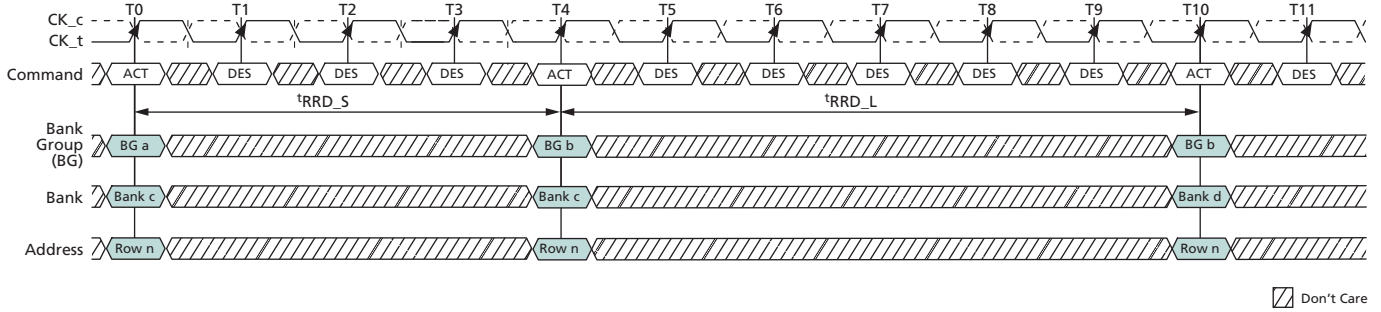 T0 T1 T2 T3 T4 T5 T6 T7 T8 T9 T10 T11
CK_c
CK_t
Command ACT DES DES DES ACT DES DES DES DES DES ACT DES
tRRD_S tRRD_L
Bank
Group
(BG)
BG a BG b BG b
Bank Bank c Bank c Bank d
Address Row n Row n Row n
Don't Care